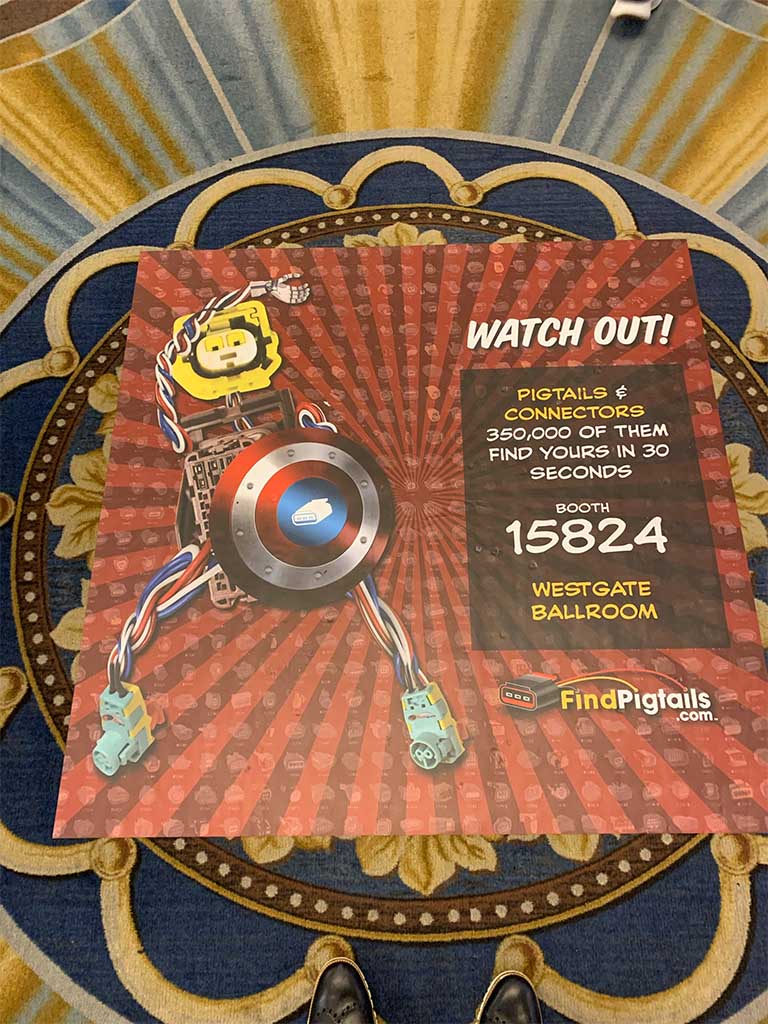 WATCH OUT!
PIGTAILS &
CONNECTORS
350,000 OF THEM
FIND YOURS IN 30
SECONDS
BOOTH
15824
WESTGATE
BALLROOM
FindPigtails
.com